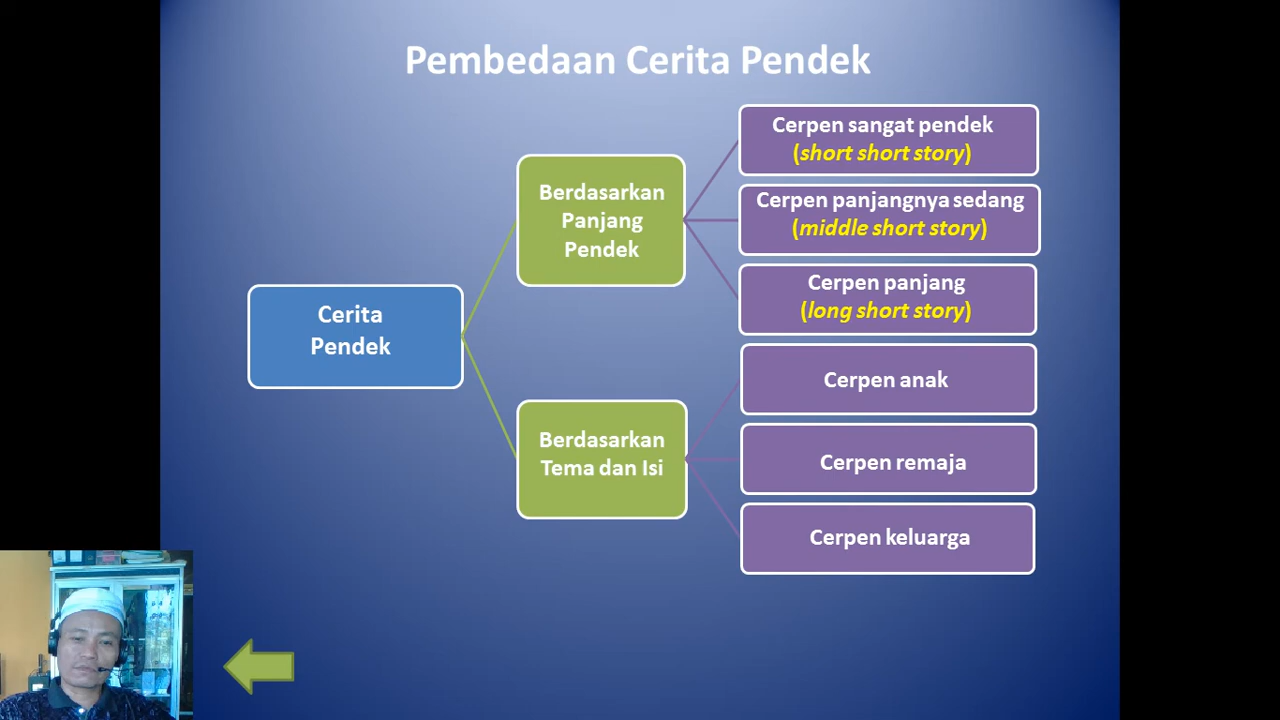 Pembedaan Cerita Pendek
Cerita
Pendek
Berdasarkan
Panjang
Pendek
Cerpen sangat pendek
(short short story)
Cerpen panjangnya sedang
(middle short story)
Cerpen panjang
(long short story)
Berdasarkan
Tema dan Isi
Cerpen anak
Cerpen remaja
Cerpen keluarga